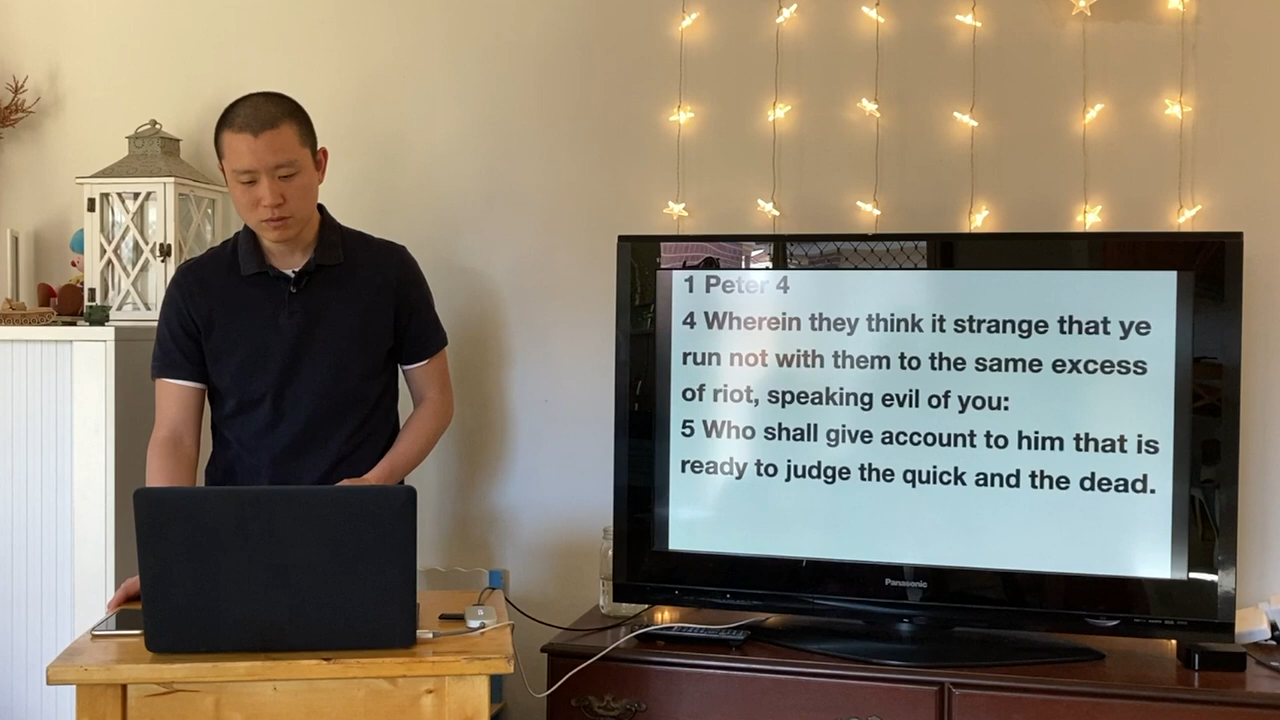 1 Peter 4
4 Wherein they think it strange that ye
run not with them to the same excess
of riot, speaking evil of you:
5 Who shall give account to him that is
ready to judge the quick and the dead.
Panasonic